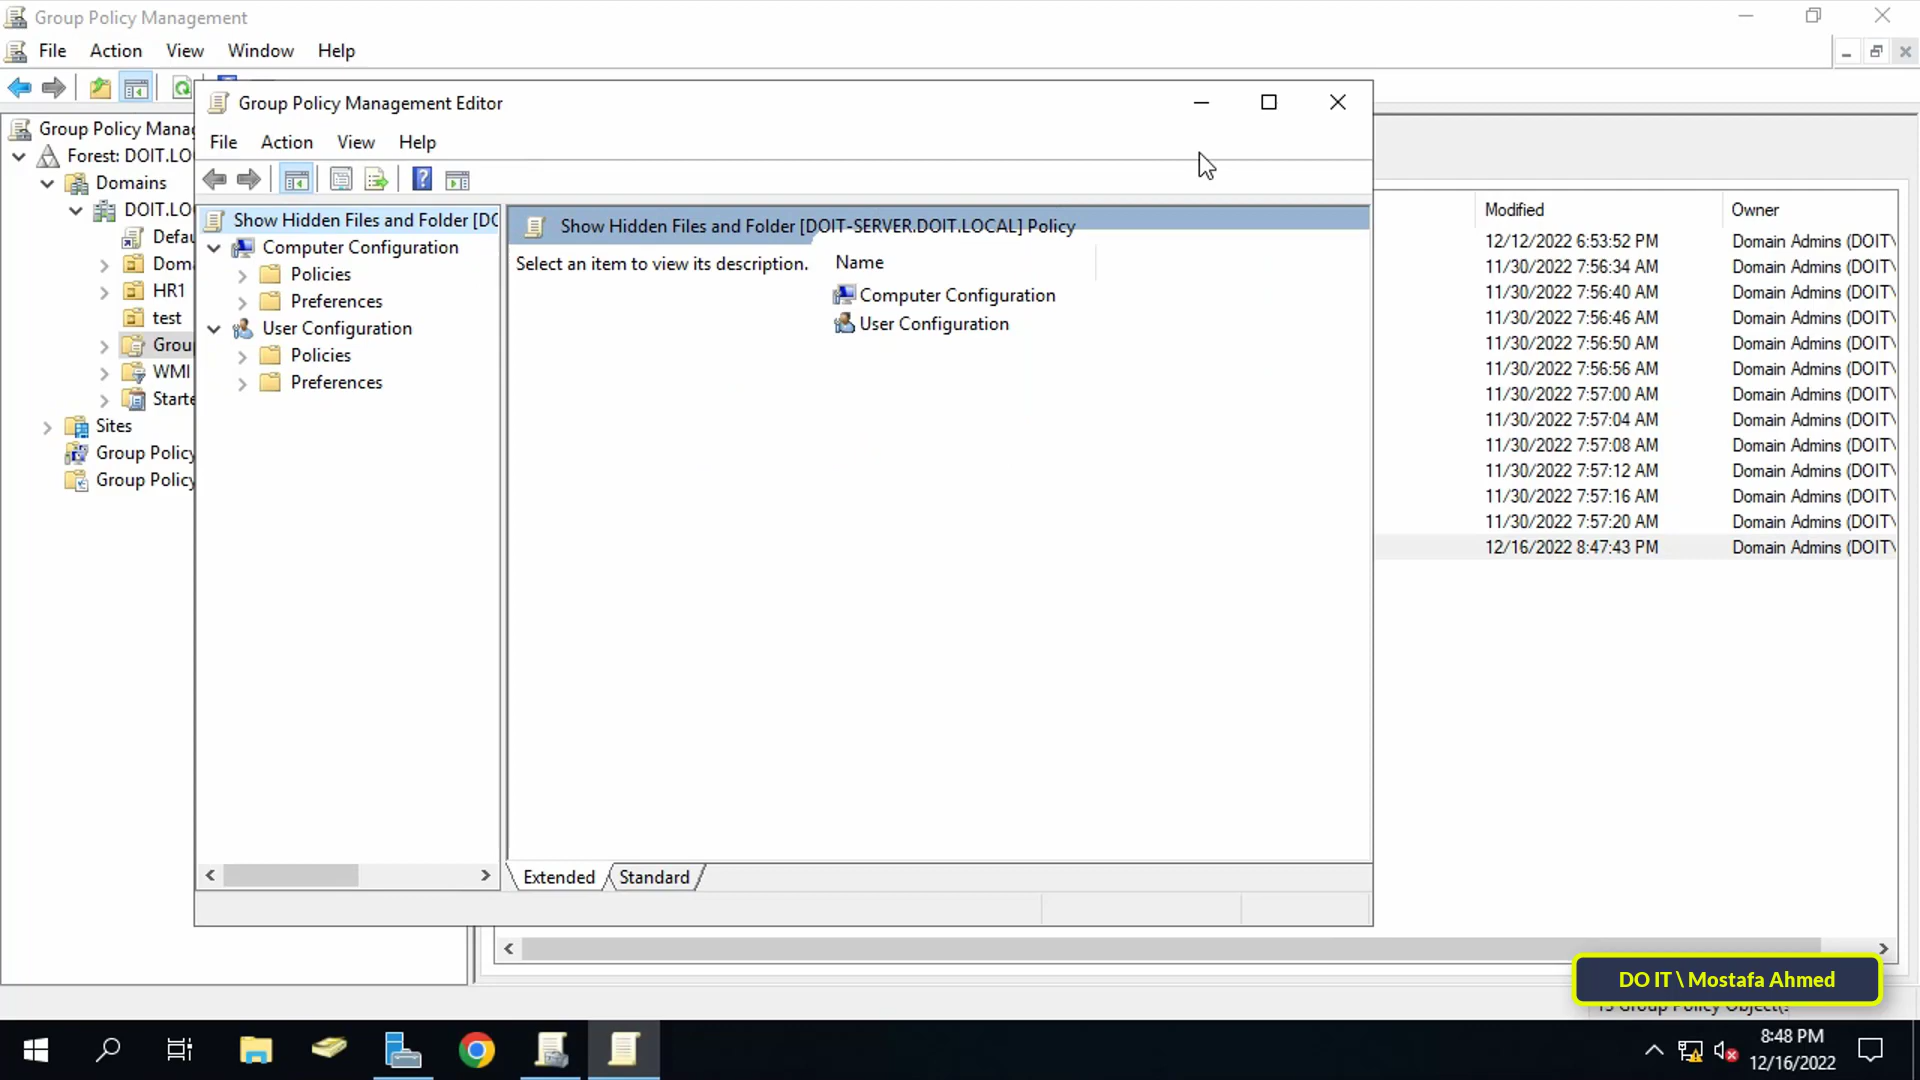 Group Policy Management
File Action View Window Help
Group Policy Management Editor
File Action View Help
Group Policy Mana
Forest: DOIT.LO
Domains
DOIT.LO
Defau
Doma
HR1
test
Grou
WMI
Starte
Sites
Group Policy
Group Policy
Show Hidden Files and Folder [DO
Computer Configuration
Policies
Preferences
User Configuration
Policies
Preferences
Show Hidden Files and Folder [DOIT-SERVER.DOIT.LOCAL] Policy
Select an item to view its description.
Name
Computer Configuration
User Configuration
Extended Standard
Modified Owner
12/12/2022 6:53:52 PM Domain Admins (DOIT\
11/30/2022 7:56:34 AM Domain Admins (DOIT\
11/30/2022 7:56:40 AM Domain Admins (DOIT\
11/30/2022 7:56:46 AM Domain Admins (DOIT\
11/30/2022 7:56:50 AM Domain Admins (DOIT\
11/30/2022 7:56:56 AM Domain Admins (DOIT\
11/30/2022 7:57:00 AM Domain Admins (DOIT\
11/30/2022 7:57:04 AM Domain Admins (DOIT\
11/30/2022 7:57:08 AM Domain Admins (DOIT\
11/30/2022 7:57:12 AM Domain Admins (DOIT\
11/30/2022 7:57:16 AM Domain Admins (DOIT\
11/30/2022 7:57:20 AM Domain Admins (DOIT\
12/16/2022 8:47:43 PM Domain Admins (DOIT\
DO IT \ Mostafa Ahmed
Group Policy Object(
8:48 PM
12/16/2022